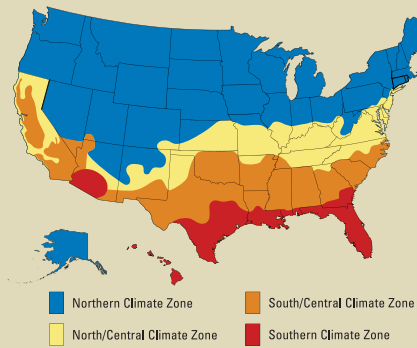 Northern Climate Zone
South/Central Climate Zone
North/Central Climate Zone
Southern Climate Zone